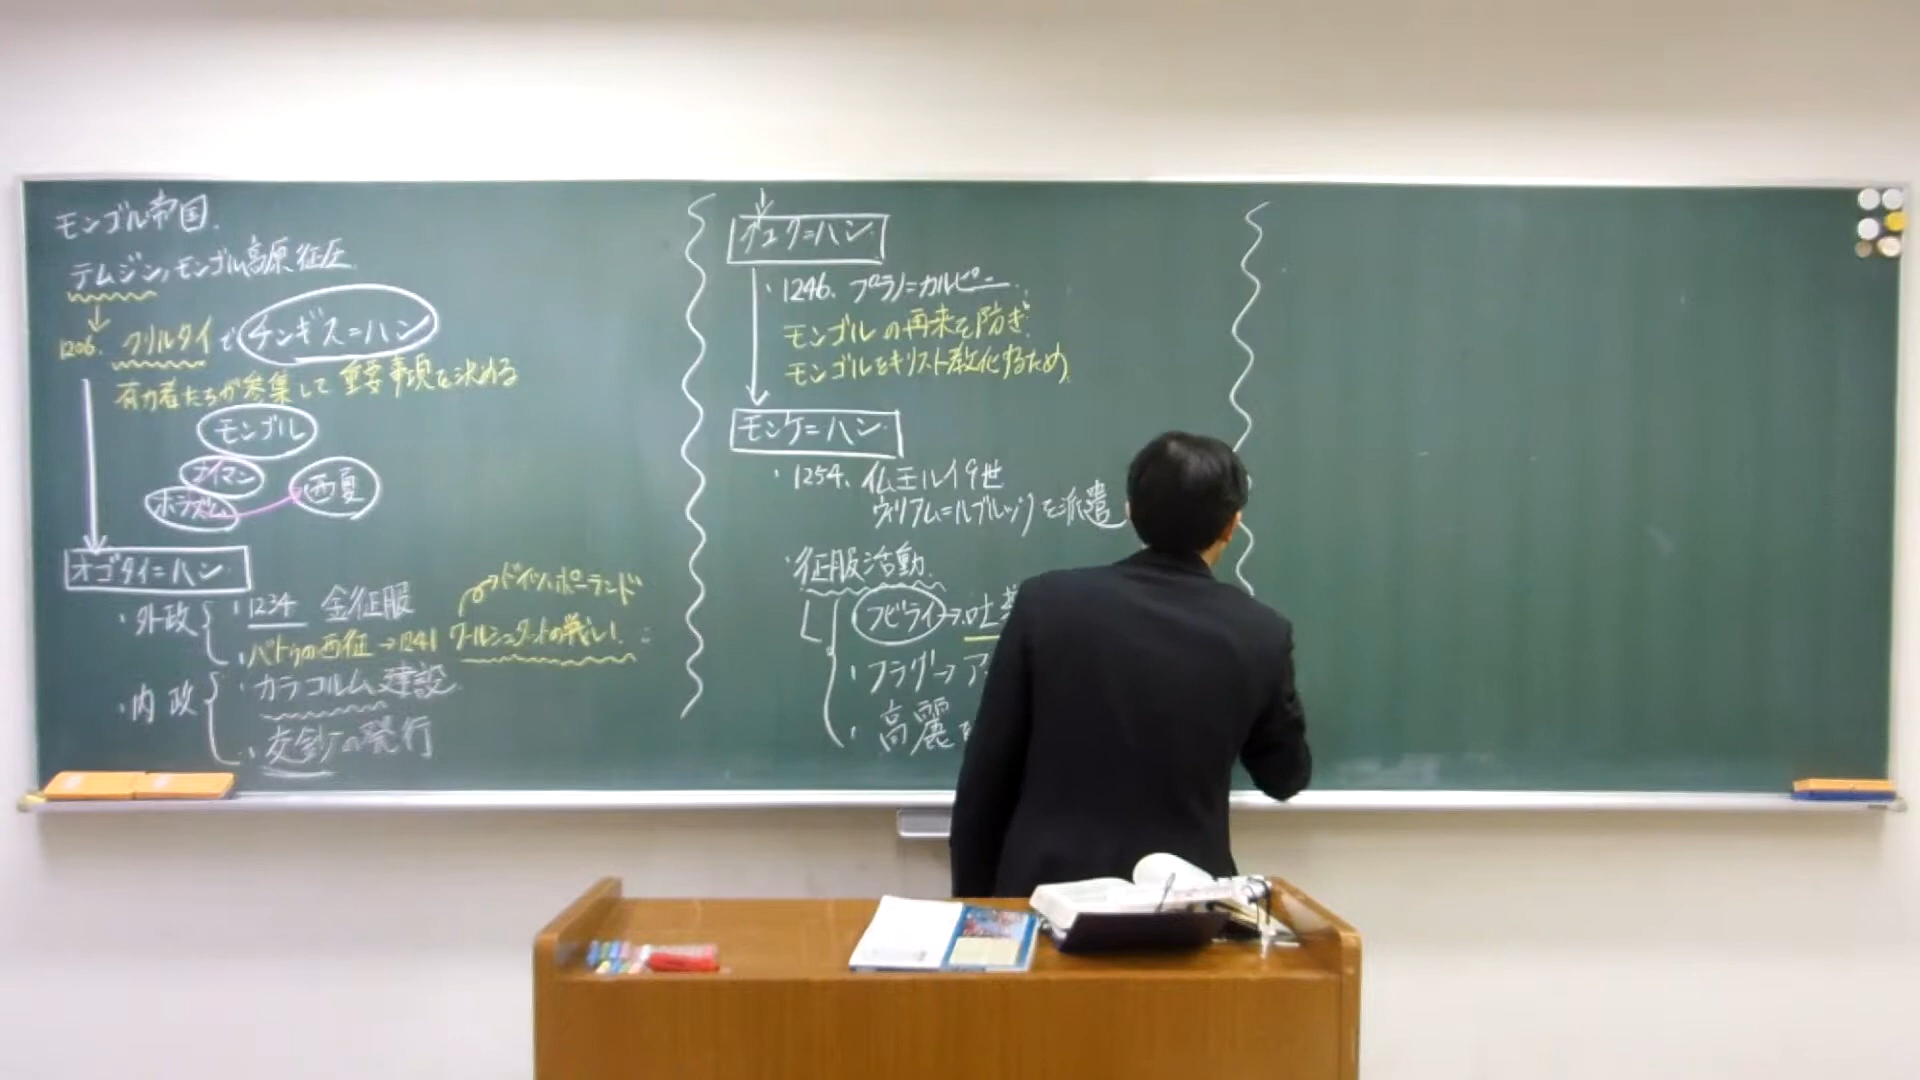 モンゴル帝国.
テムジン,モンゴル高原征圧
1206. クリルタイでチンギス=ハン
有力者たちが参集して重要事項を決める
モンゴル
ナイマン
ホラズム
西夏
オゴタイ=ハン
・外政
・1234 金征服
ドイツ・ポーランド
・バトゥの西征→1241 ワールシュタットの戦い.
・内政
・カラコルム建設
・交鈔の発行
グユク=ハン
・1246. プラノ=カルピニ
モンゴルの再来を防ぎ
モンゴルをキリスト教化するため
モンケ=ハン
・1254. 仏王ルイ9世
ウィリアム=ルブルックを派遣
・征服活動.
フビライ→吐
・フラグ→ア
・高麗を